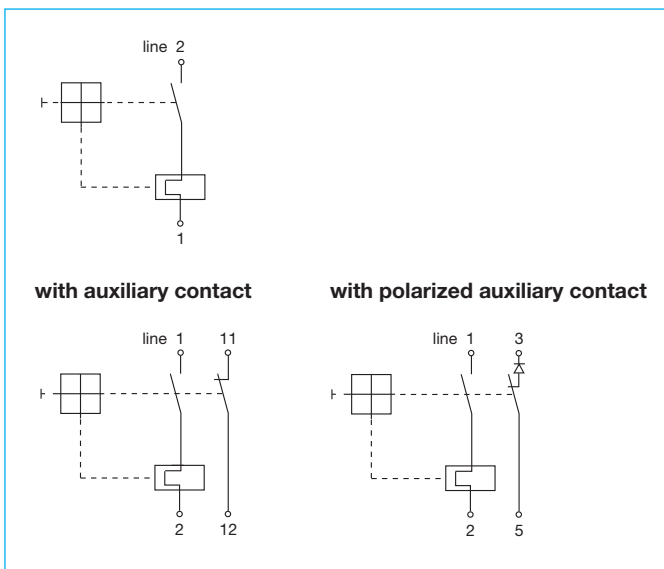 line 2
1
with auxiliary contact
with polarized auxiliary contact
line 1 11
line 1 3
2 12
2 5